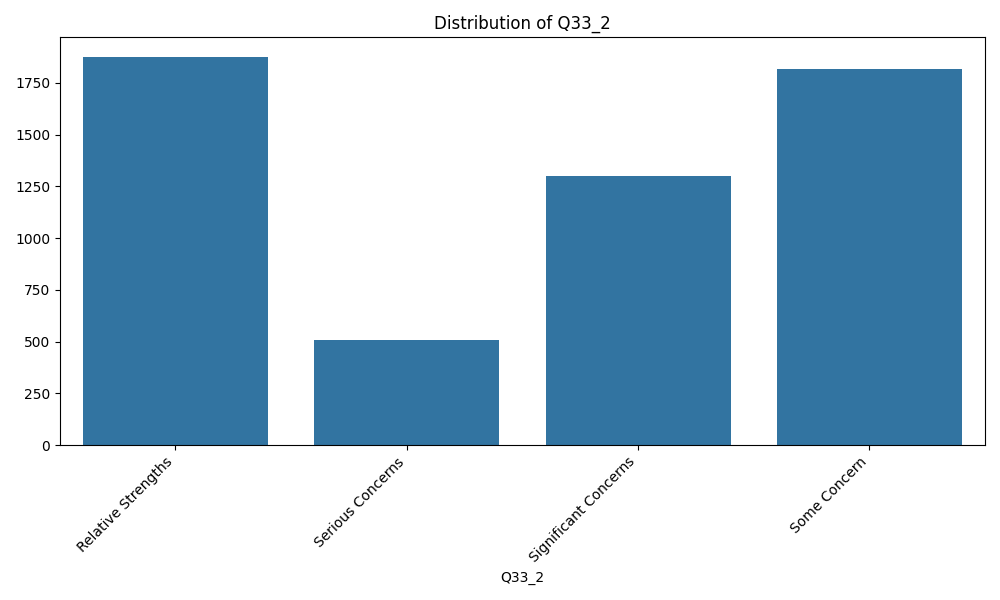 Distribution of Q33_2
1750
1500
1250
1000
750
500
250
0
Relative Strengths
Serious Concerns
Significant Concerns
Some Concern
Q33_2